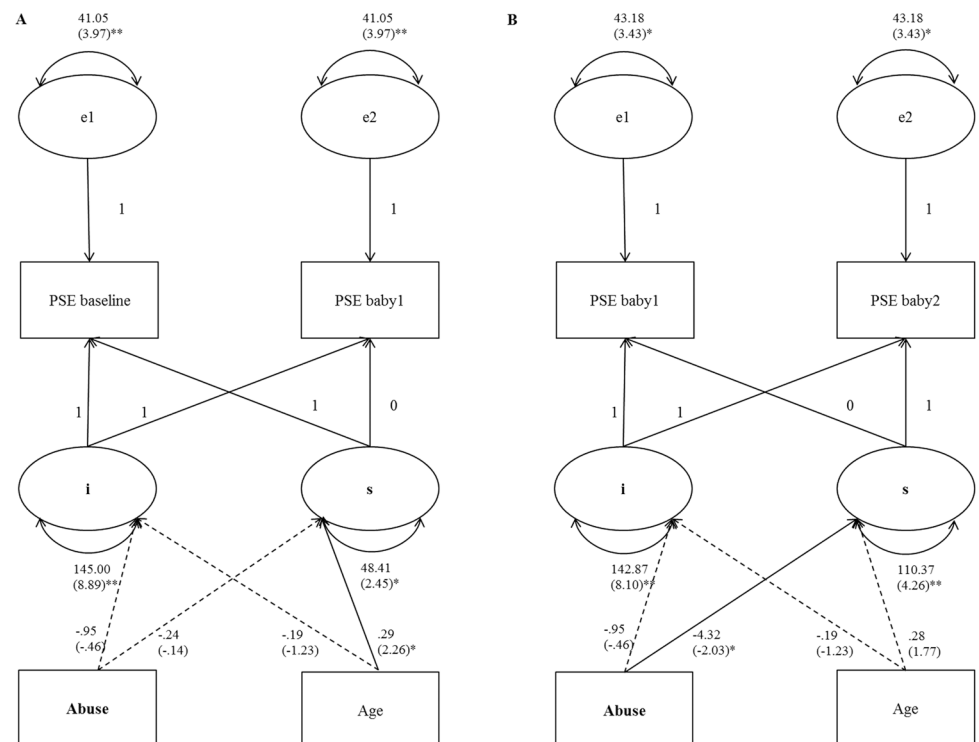 A
41.05
(3.97)**
41.05
(3.97)**
e1
e2
1
1
PSE baseline
PSE baby1
1
1
1
0
i
s
145.00
(8.89)**
48.41
(2.45)*
-.95
(-.46)
-.24
(-.14)
-.19
(-1.23)
.29
(2.26)*
Abuse
Age
B
43.18
(3.43)*
43.18
(3.43)*
e1
e2
1
1
PSE baby1
PSE baby2
1
1
0
1
i
s
142.87
(8.10)**
110.37
(4.26)**
-.95
(-.46)
-4.32
(-2.03)*
-.19
(-1.23)
.28
(1.77)
Abuse
Age